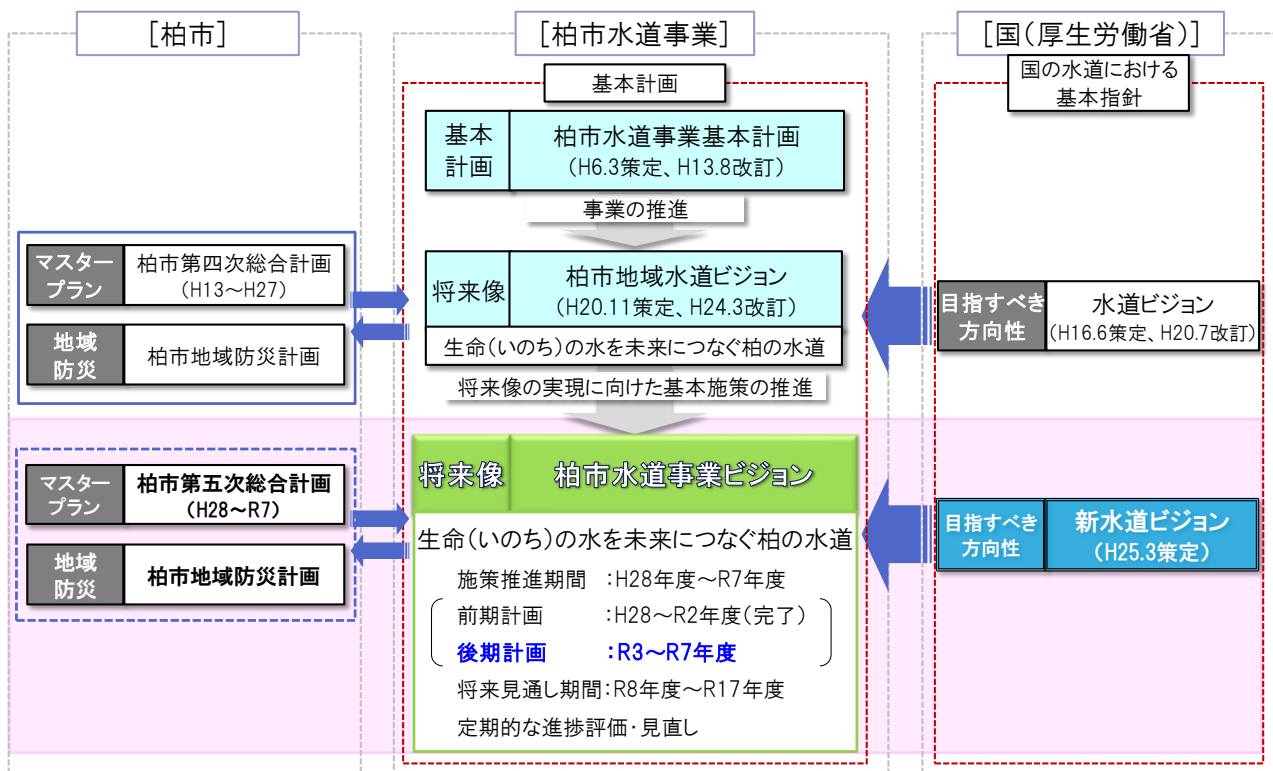 ［柏市］
［柏市水道事業］
［国（厚生労働省）］
基本計画
国の水道における
基本指針
基本
計画
柏市水道事業基本計画
（H6.3策定、H13.8改訂）
事業の推進
マスター
プラン
柏市第四次総合計画
（H13～H27）
地域
防災
柏市地域防災計画
将来像
柏市地域水道ビジョン
（H20.11策定、H24.3改訂）
生命（いのち）の水を未来につなぐ柏の水道
目指すべき
方向性
水道ビジョン
（H16.6策定、H20.7改訂）
将来像の実現に向けた基本施策の推進
マスター
プラン
柏市第五次総合計画
（H28～R7）
地域
防災
柏市地域防災計画
将来像
柏市水道事業ビジョン
生命（いのち）の水を未来につなぐ柏の水道
施策推進期間　：H28年度～R7年度
前期計画　：H28～R2年度（完了）
後期計画　：R3～R7年度
将来見通し期間：R8年度～R17年度
定期的な進捗評価・見直し
目指すべき
方向性
新水道ビジョン
（H25.3策定）